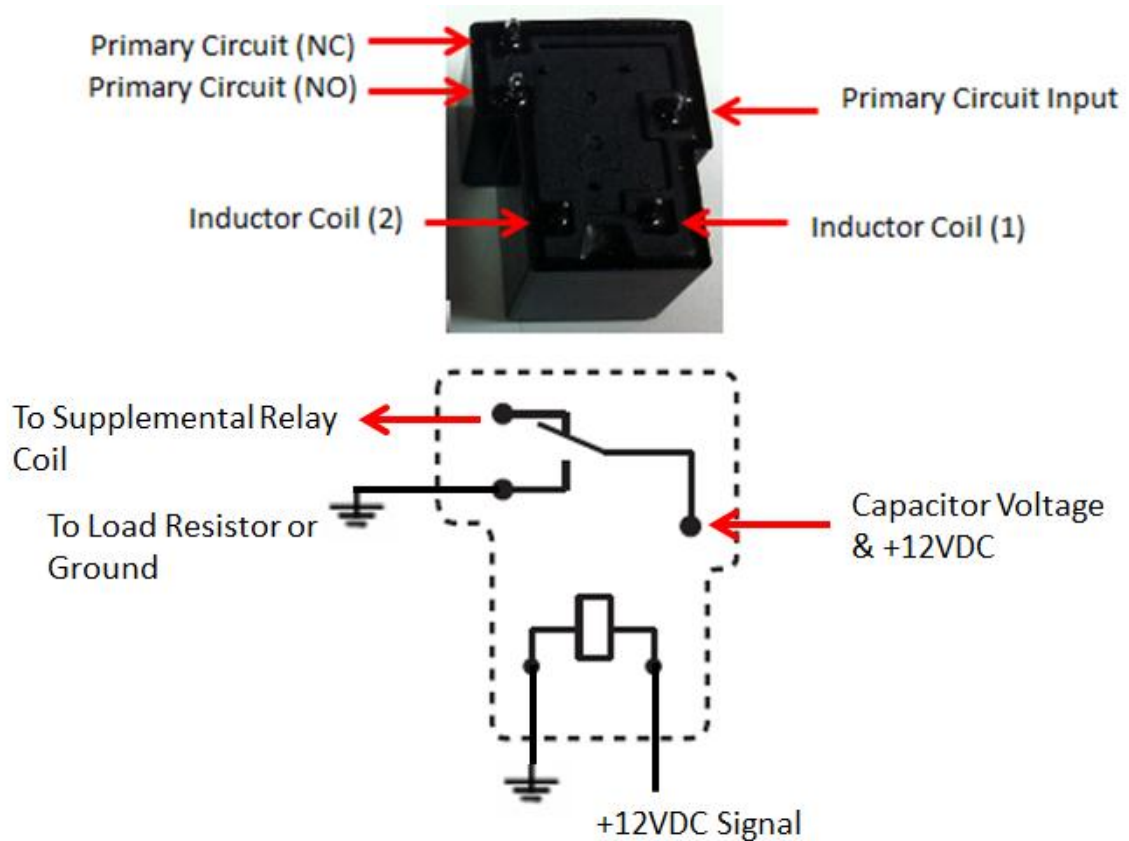 Primary Circuit (NC)
Primary Circuit (NO)
Primary Circuit Input
Inductor Coil (2)
Inductor Coil (1)
To Supplemental Relay
Coil
To Load Resistor or
Ground
Capacitor Voltage
& +12VDC
+12VDC Signal